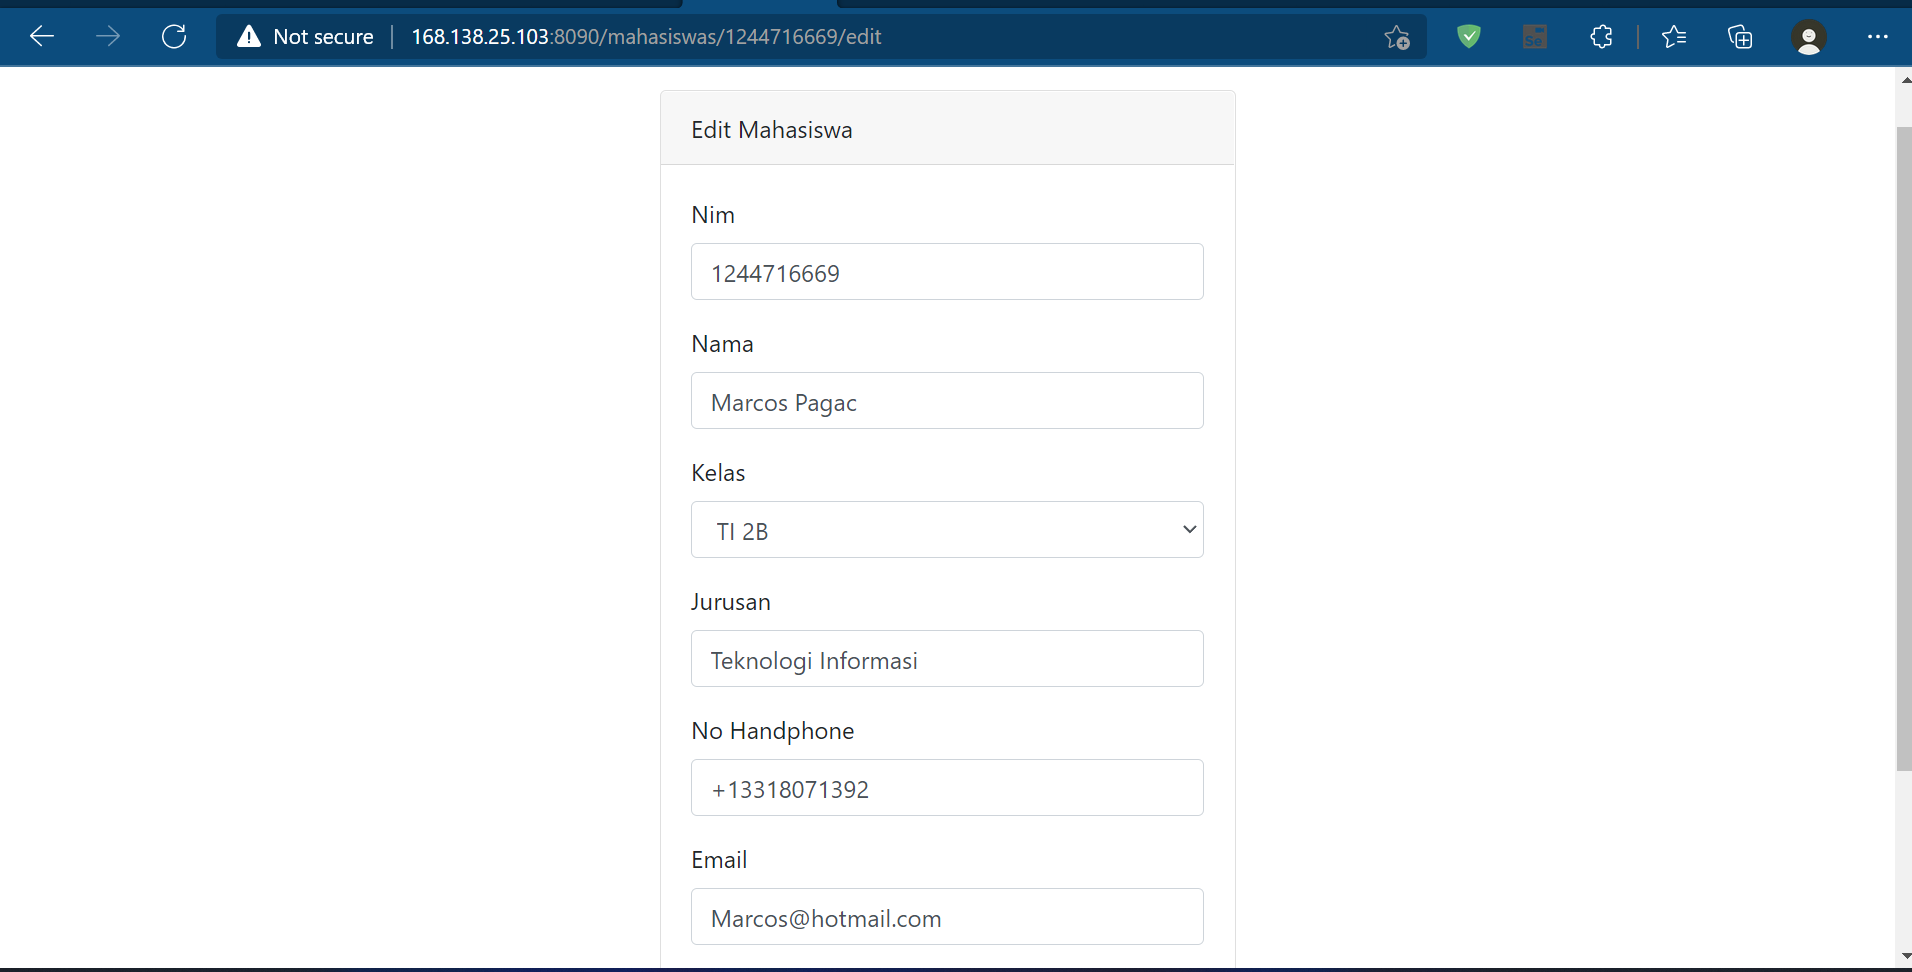 Not secure
168.138.25.103:8090/mahasiswas/1244716669/edit
Se
Edit Mahasiswa
Nim
1244716669
Nama
Marcos Pagac
Kelas
TI 2B
Jurusan
Teknologi Informasi
No Handphone
+13318071392
Email
Marcos@hotmail.com